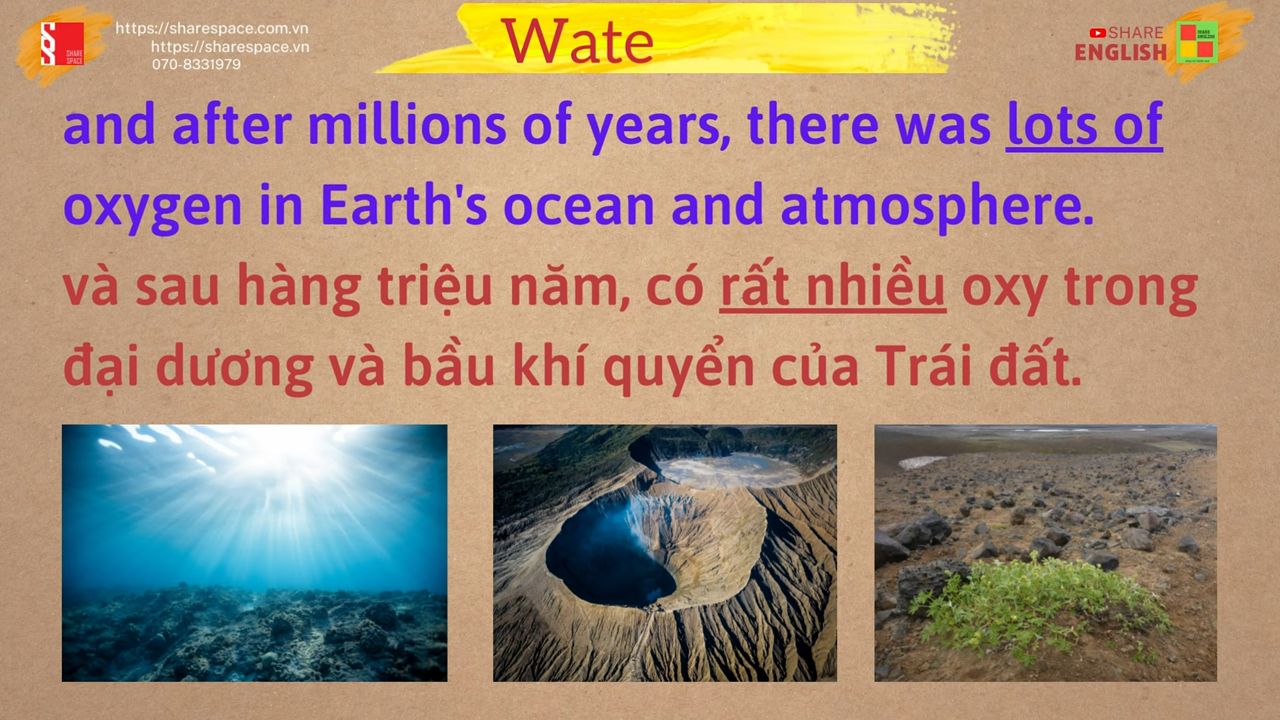 https://sharespace.com.vn
https://sharespace.vn
070-8331979
SHARE
SPACE
Wate
SHARE
ENGLISH
and after millions of years, there was lots of
oxygen in Earth's ocean and atmosphere.
và sau hàng triệu năm, có rất nhiều oxy trong
đại dương và bầu khí quyển của Trái đất.